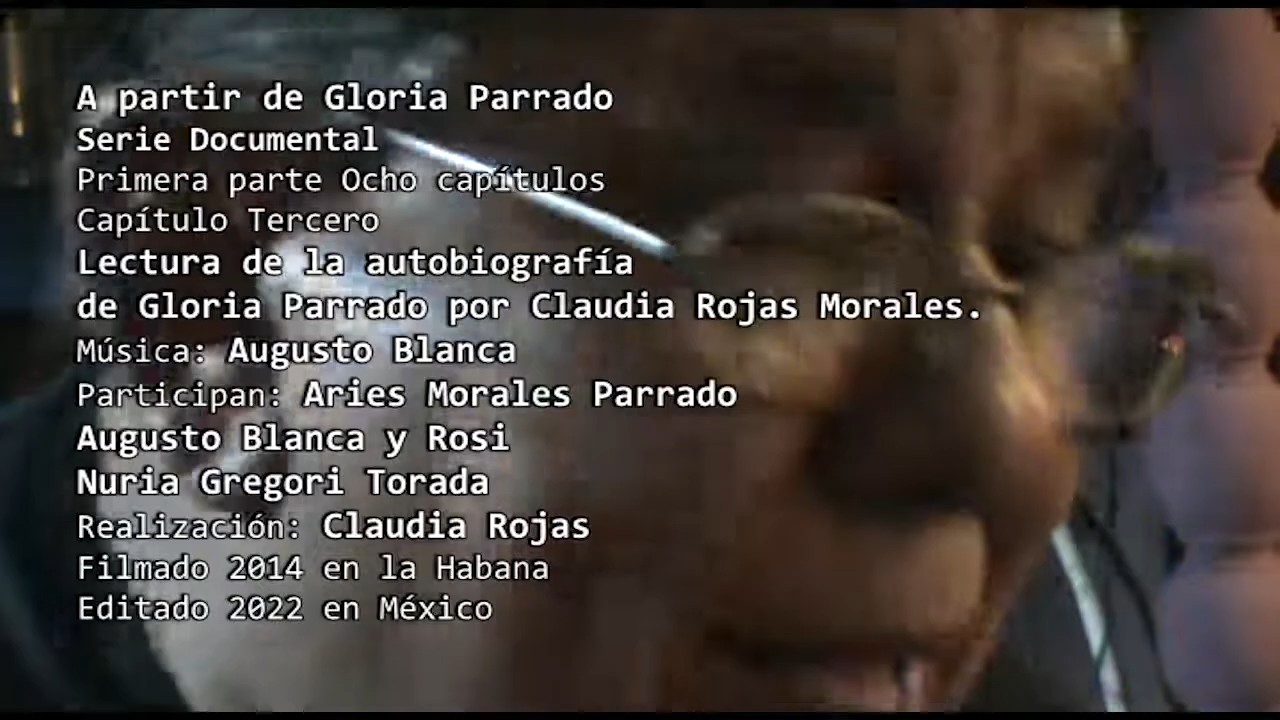 A partir de Gloria Parrado
Serie Documental
Primera parte Ocho capítulos
Capítulo Tercero
Lectura de la autobiografía
de Gloria Parrado por Claudia Rojas Morales.
Música: Augusto Blanca
Participan: Aries Morales Parrado
Augusto Blanca y Rosi
Nuria Gregori Torada
Realización: Claudia Rojas
Filmado 2014 en la Habana
Editado 2022 en México